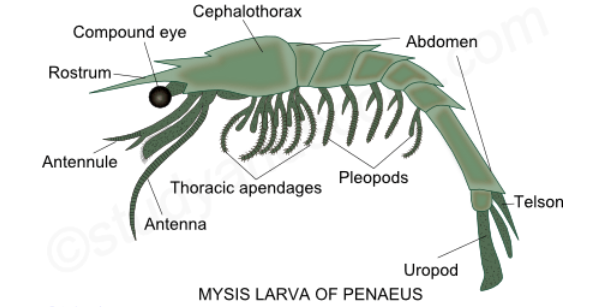 Cephalothorax
Compound eye
Abdomen
Rostrum
Antennule
Thoracic apendages
Pleopods
Antenna
Telson
Uropod
MYSIS LARVA OF PENAEUS